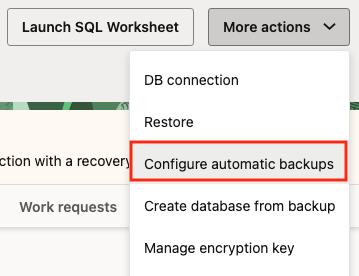 Launch SQL Worksheet
More actions
DB connection
Restore
ction with a recovery
Configure automatic backups
Work requests
Create database from backup
Manage encryption key